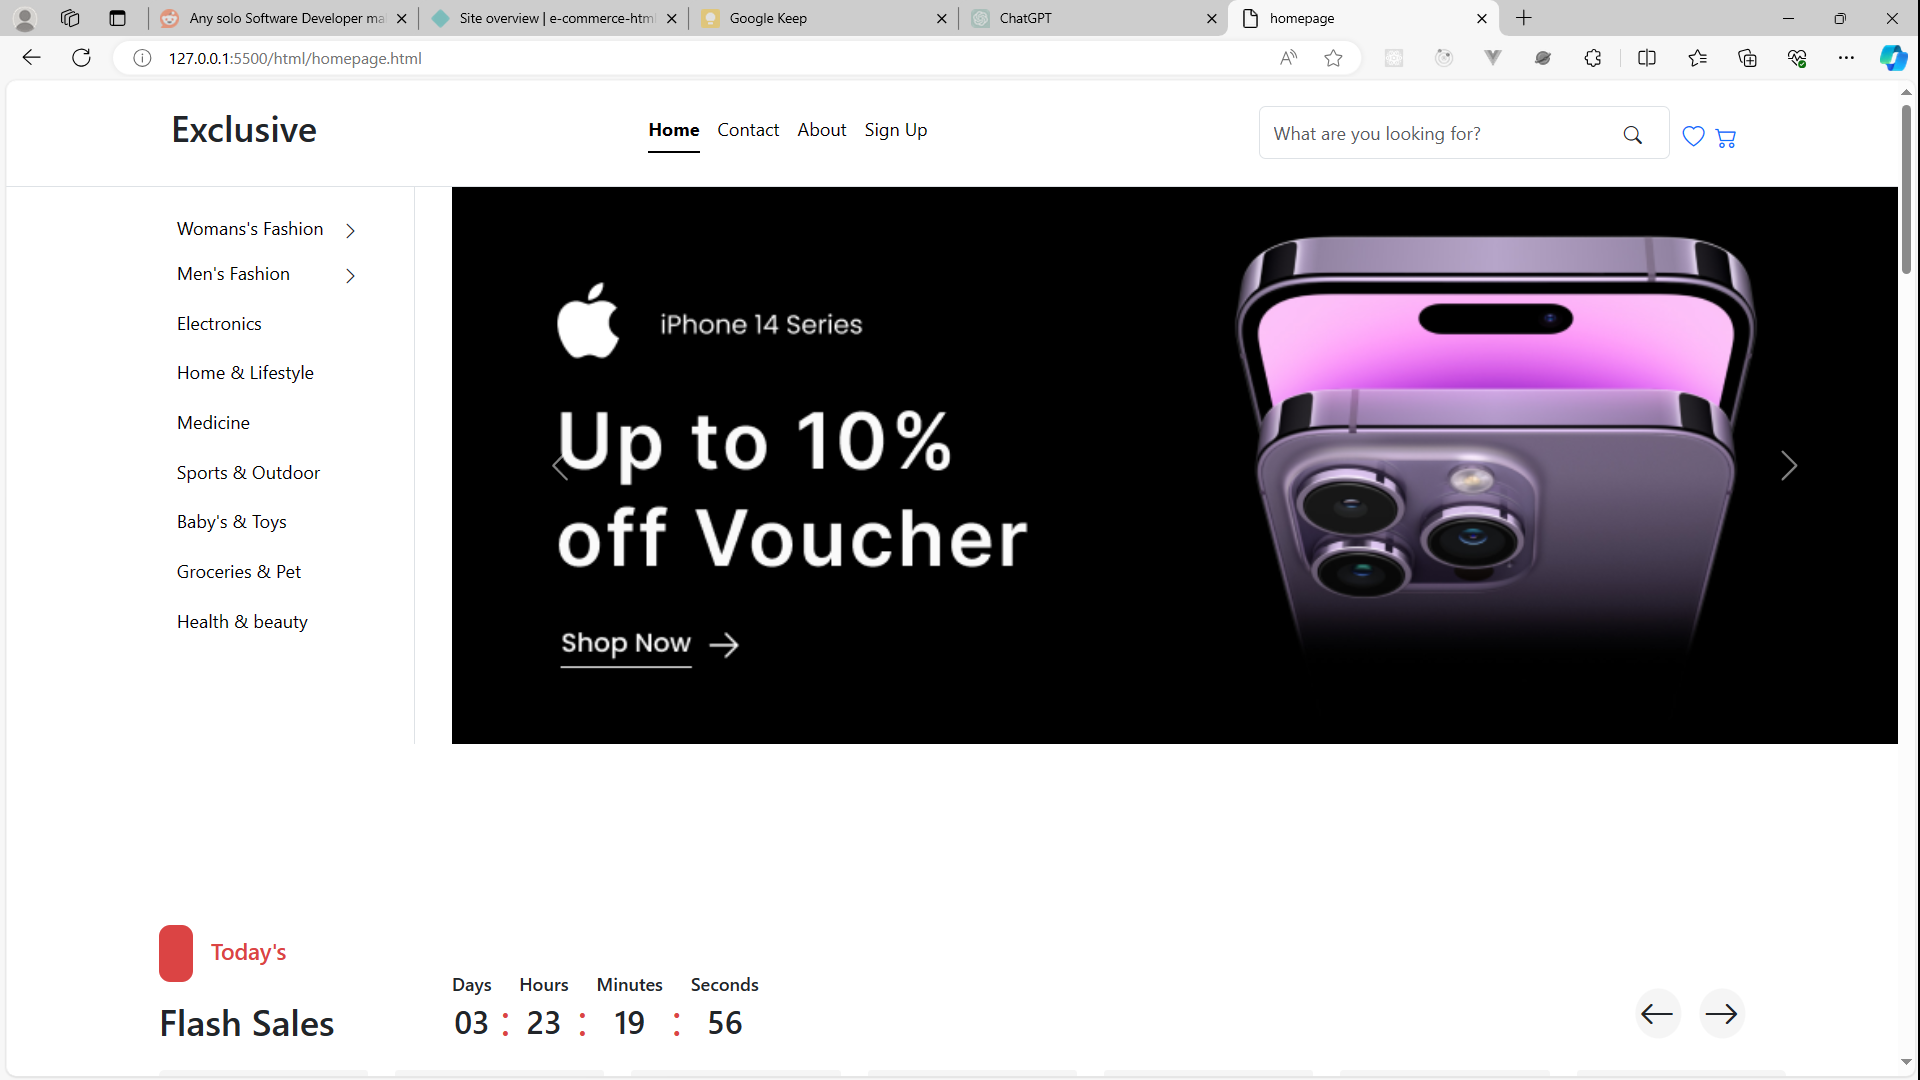 Any solo Software Developer ma
Site overview | e-commerce-html
Google Keep
ChatGPT
homepage
127.0.0.1:5500/html/homepage.html
Exclusive
Home Contact About Sign Up
What are you looking for?
Womans's Fashion
Men's Fashion
Electronics
Home & Lifestyle
Medicine
Sports & Outdoor
Baby's & Toys
Groceries & Pet
Health & beauty
iPhone 14 Series
Up to 10%
off Voucher
Shop Now
Today's
Flash Sales
Days Hours Minutes Seconds
03 : 23 : 19 : 56